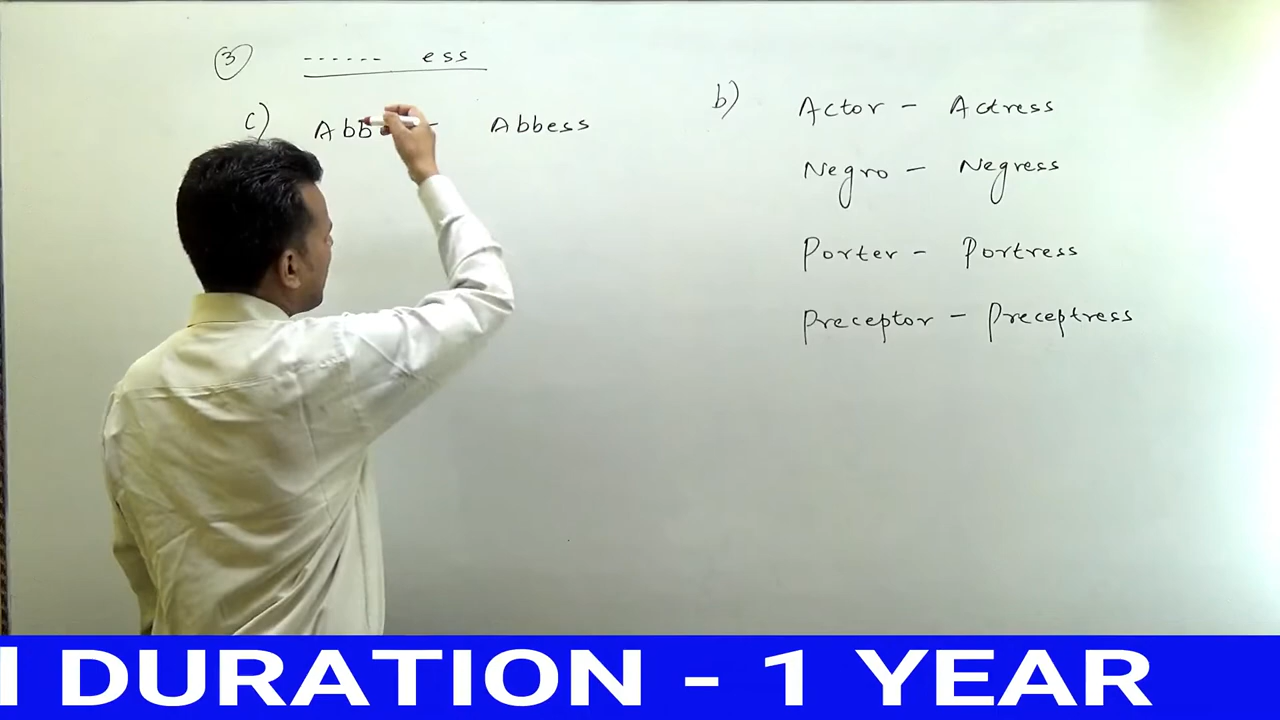 3 ------ ess
c) Abb - Abbess
b) Actor - Actress
Negro - Negress
Porter - Portress
Preceptor - Preceptress
DURATION - 1 YEAR